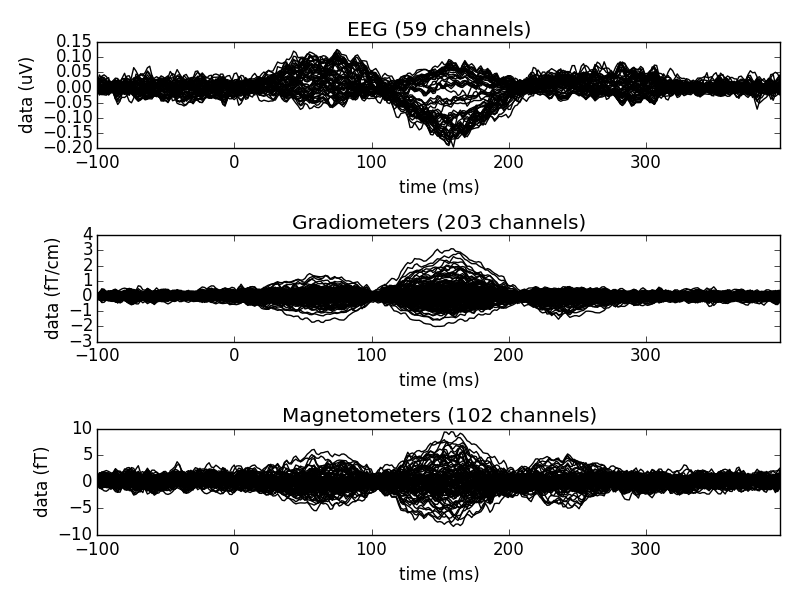 EEG (59 channels)
data (uV)
0.15
0.10
0.05
0.00
−0.05
−0.10
−0.15
−0.20
−100 0 100 200 300
time (ms)
Gradiometers (203 channels)
data (fT/cm)
4
3
2
1
0
−1
−2
−3
−100 0 100 200 300
time (ms)
Magnetometers (102 channels)
data (fT)
10
5
0
−5
−10
−100 0 100 200 300
time (ms)